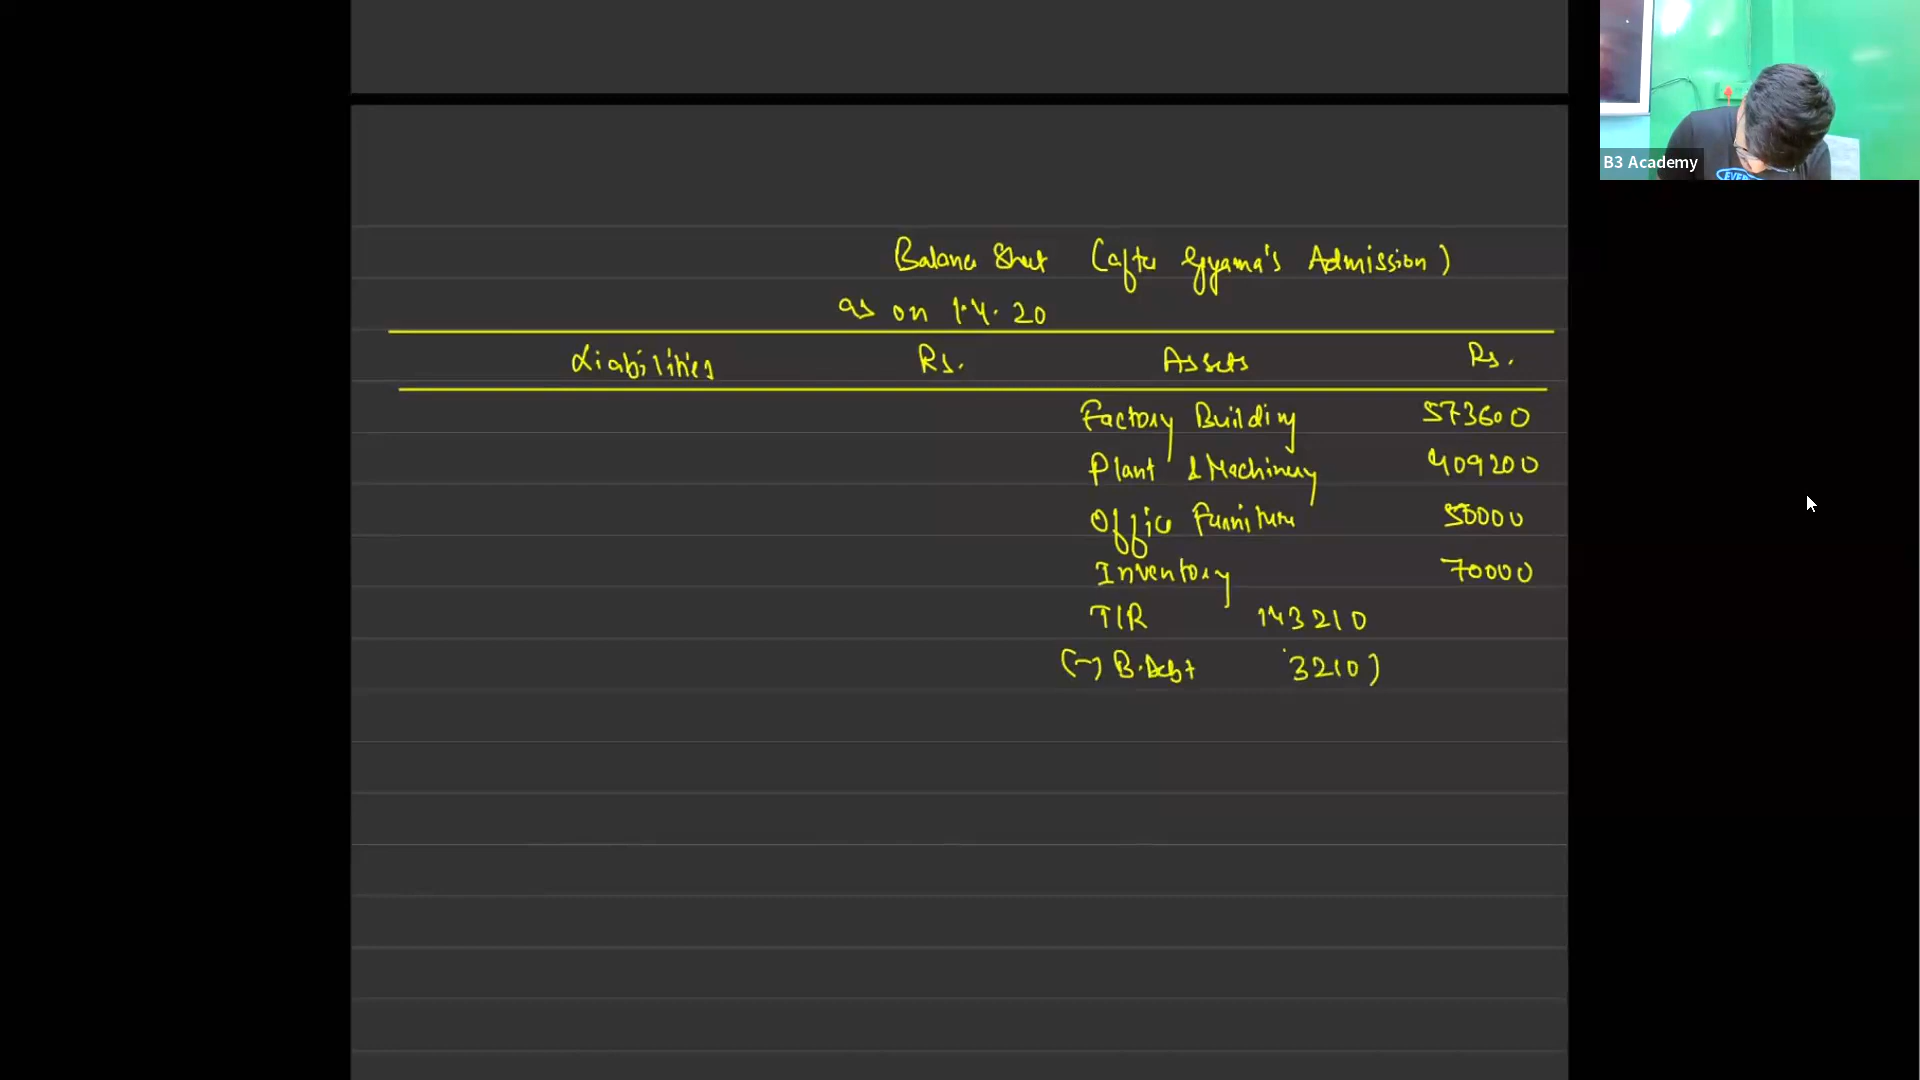 Balance Sheet (after Gyama's Admission)
as on 1.4.20
Liabilities Rs. Assets Rs.
Factory Building 573600
Plant & Machinery 409200
Office Furniture 50000
Inventory 70000
T/R 143210
(-) B.Debt 3210)
B3 Academy
EVER